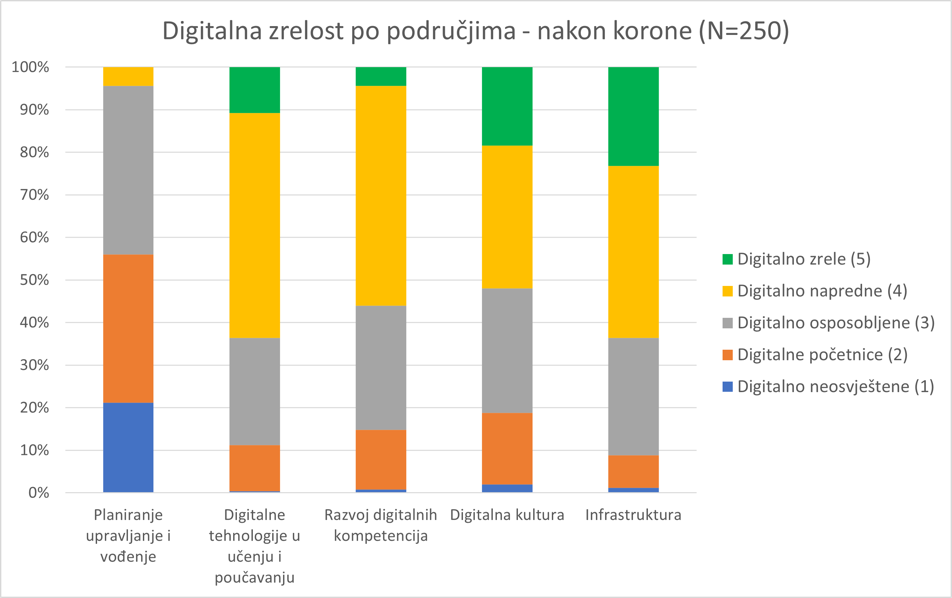 Digitalna zrelost po područjima - nakon korone (N=250)
100%
90%
80%
70%
60%
50%
40%
30%
20%
10%
0%
Planiranje
upravljanje i
vođenje
Digitalne
tehnologije u
učenju i
poučavanju
Razvoj digitalnih
kompetencija
Digitalna kultura
Infrastruktura
Digitalno zrele (5)
Digitalno napredne (4)
Digitalno osposobljene (3)
Digitalne početnice (2)
Digitalno neosvještene (1)